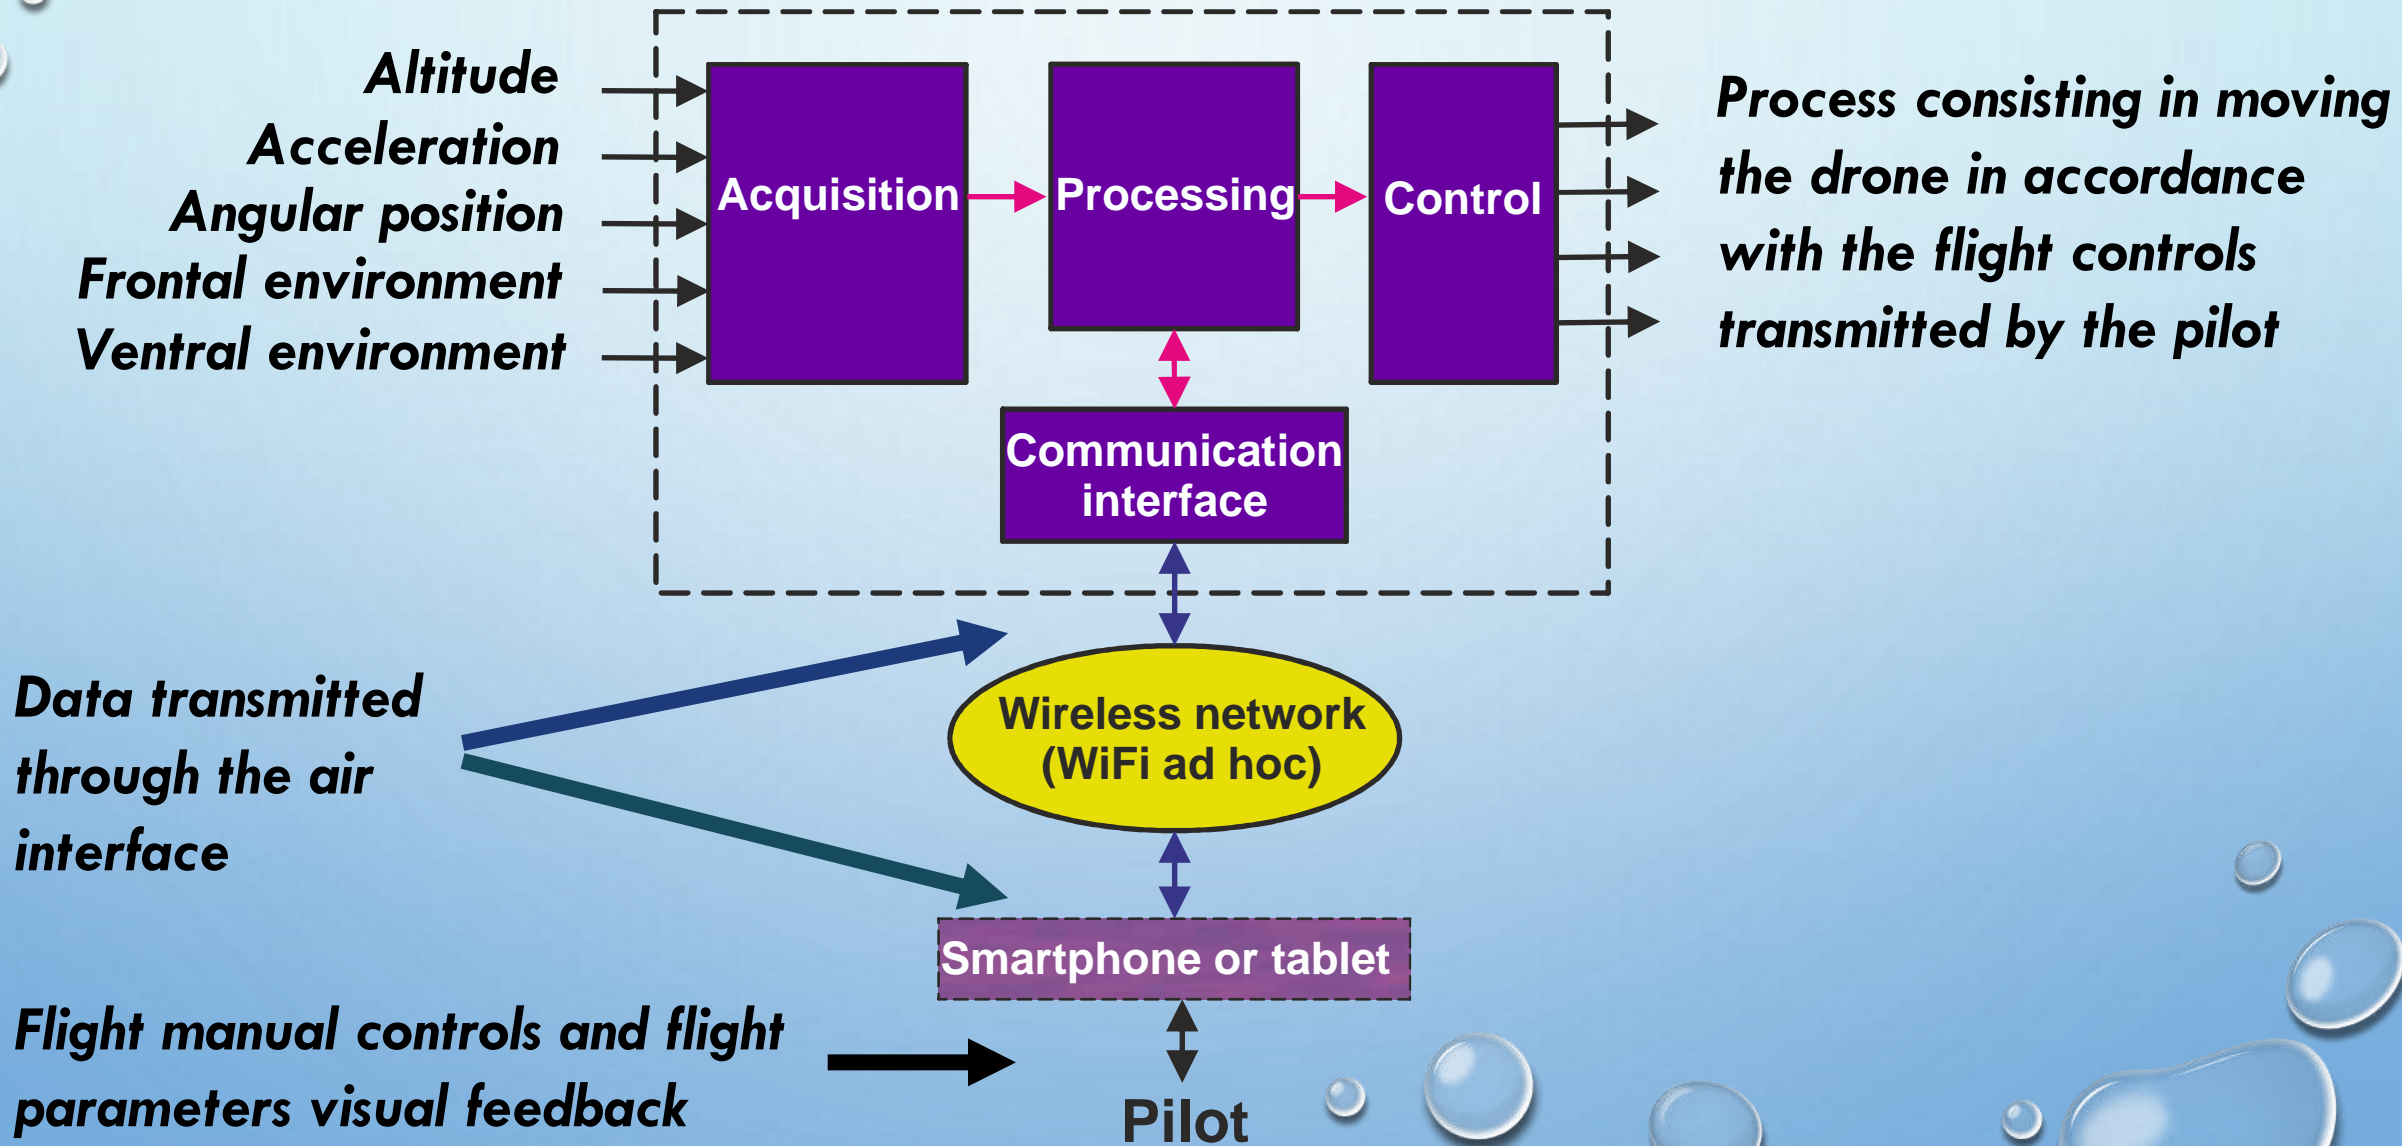 Altitude
Acceleration
Angular position
Frontal environment
Ventral environment
Acquisition
Processing
Control
Process consisting in moving
the drone in accordance
with the flight controls
transmitted by the pilot
Communication
interface
Data transmitted
through the air
interface
Wireless network
(WiFi ad hoc)
Smartphone or tablet
Flight manual controls and flight
parameters visual feedback
Pilot